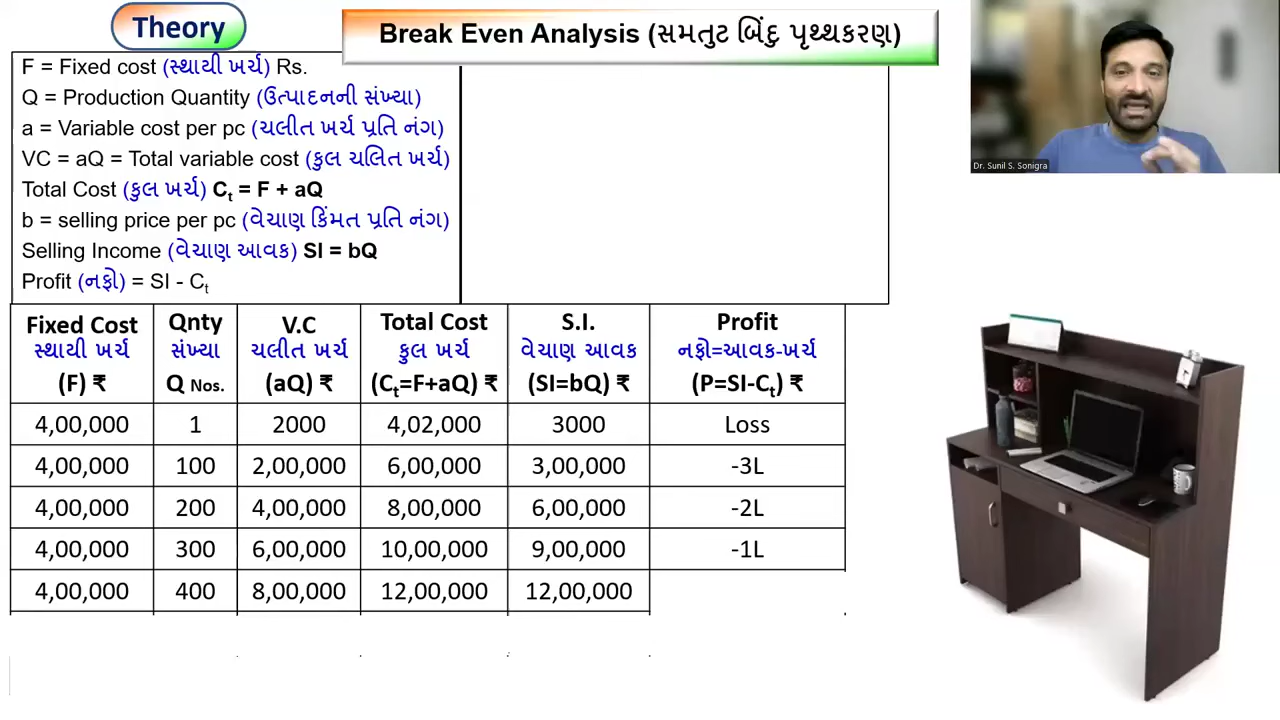 Theory
Break Even Analysis (સમતુટ બિંદુ પૃથ્થકરણ)
F = Fixed cost (સ્થાયી ખર્ચ) Rs.
Q = Production Quantity (ઉત્પાદનની સંખ્યા)
a = Variable cost per pc (ચલીત ખર્ચ પ્રતિ નંગ)
VC = aQ = Total variable cost (કુલ ચલિત ખર્ચ)
Total Cost (કુલ ખર્ચ) Ct = F + aQ
b = selling price per pc (વેચાણ કિંમત પ્રતિ નંગ)
Selling Income (વેચાણ આવક) SI = bQ
Profit (નફો) = SI - Ct
Dr. Sunil S. Sonigra
Fixed Cost Qnty V.C Total Cost S.I. Profit
સ્થાયી ખર્ચ સંખ્યા ચલીત ખર્ચ કુલ ખર્ચ વેચાણ આવક નફો=આવક-ખર્ચ
(F) ₹ Q Nos. (aQ) ₹ (Ct=F+aQ) ₹ (SI=bQ) ₹ (P=SI-Ct) ₹
4,00,000 1 2000 4,02,000 3000 Loss
4,00,000 100 2,00,000 6,00,000 3,00,000 -3L
4,00,000 200 4,00,000 8,00,000 6,00,000 -2L
4,00,000 300 6,00,000 10,00,000 9,00,000 -1L
4,00,000 400 8,00,000 12,00,000 12,00,000